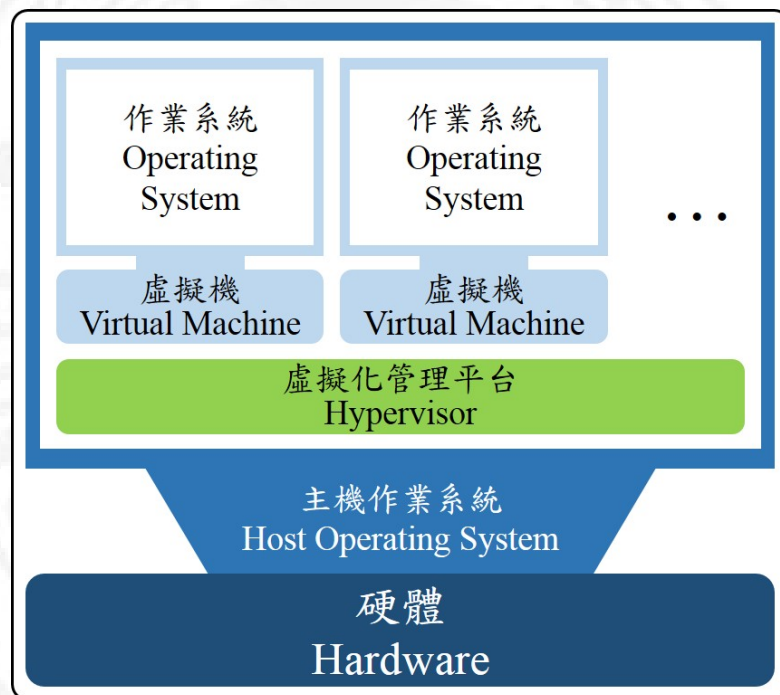 作業系統
Operating
System
作業系統
Operating
System
...
虛擬機
Virtual Machine
虛擬機
Virtual Machine
虛擬化管理平台
Hypervisor
主機作業系統
Host Operating System
硬體
Hardware